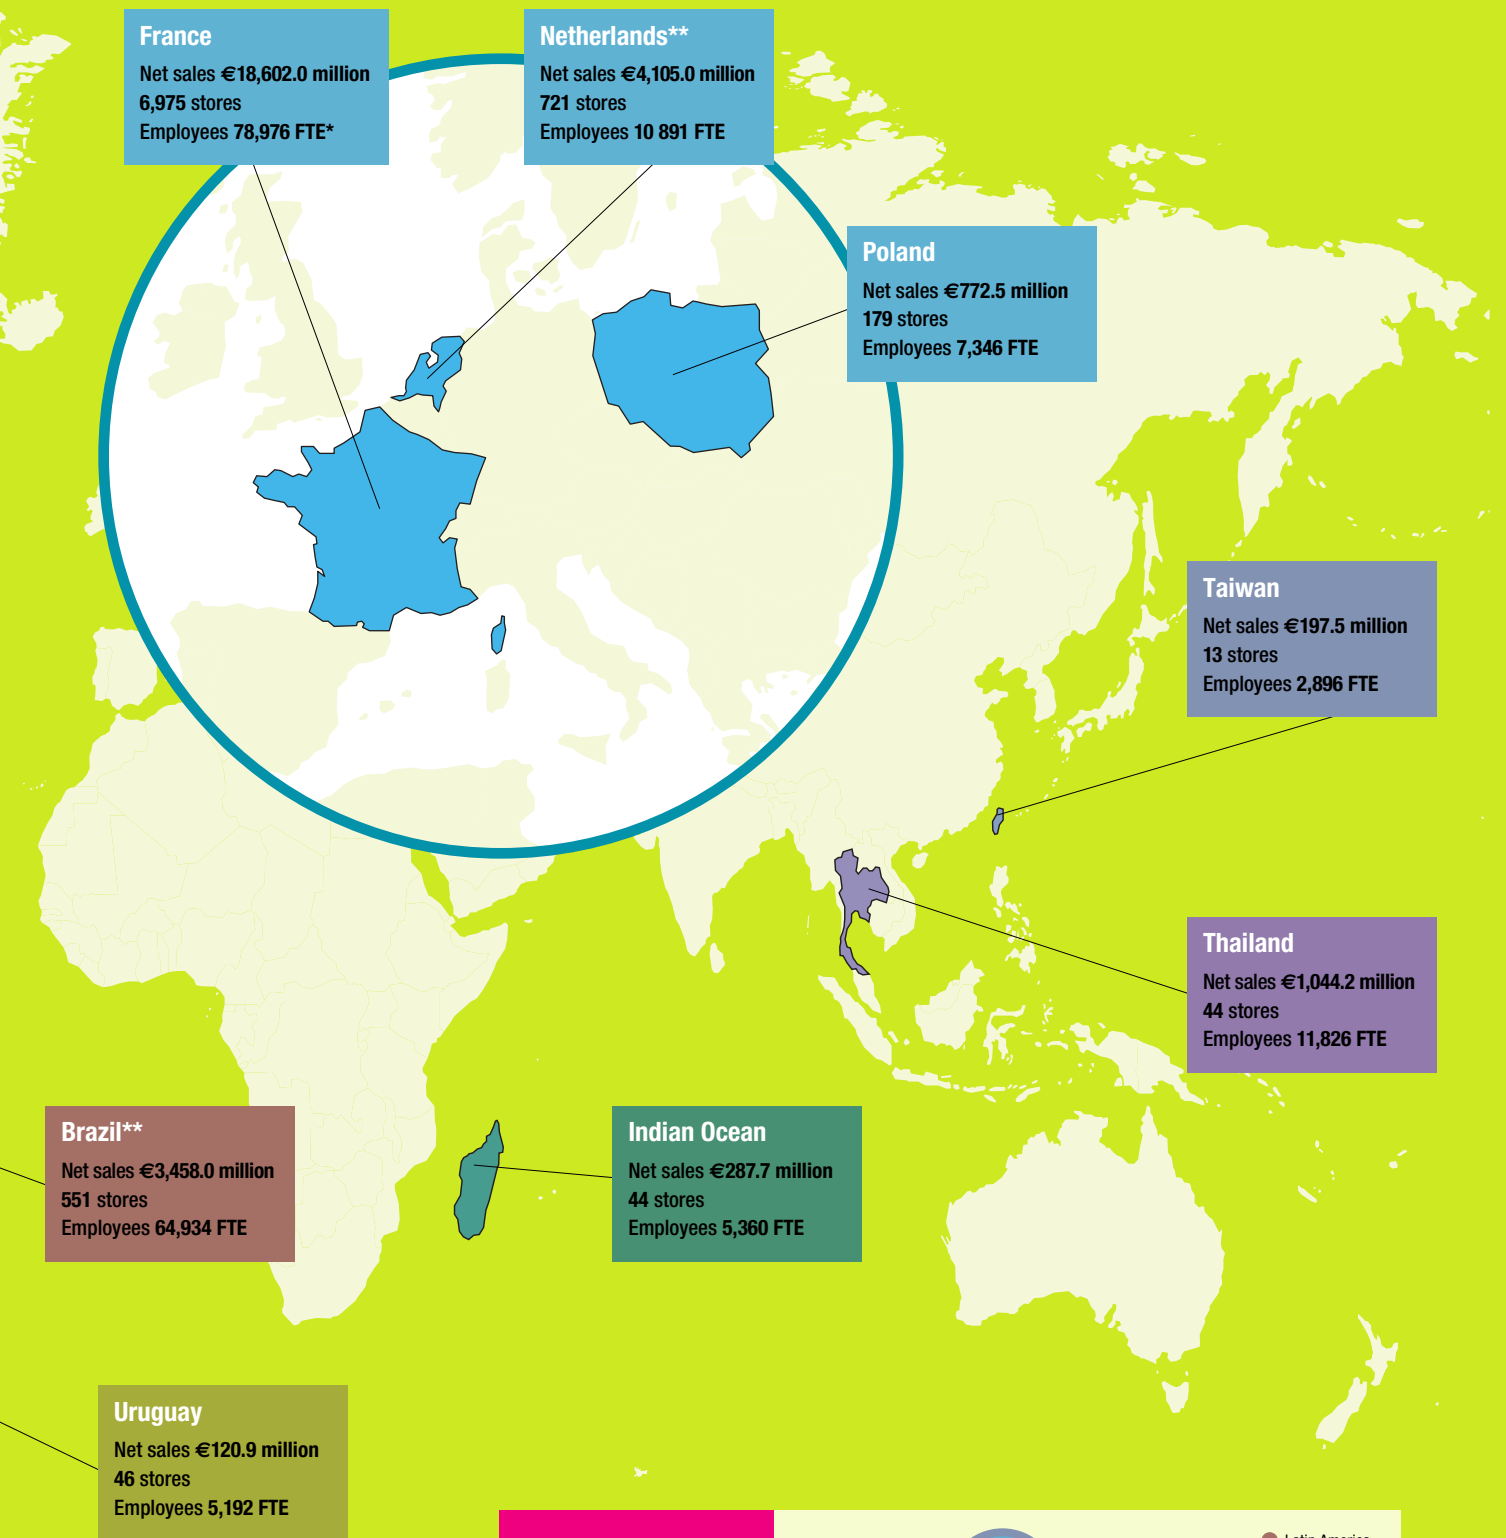 France
Net sales €18,602.0 million
6,975 stores
Employees 78,976 FTE*
Netherlands**
Net sales €4,105.0 million
721 stores
Employees 10 891 FTE
Poland
Net sales €772.5 million
179 stores
Employees 7,346 FTE
Taiwan
Net sales €197.5 million
13 stores
Employees 2,896 FTE
Thailand
Net sales €1,044.2 million
44 stores
Employees 11,826 FTE
Brazil**
Net sales €3,458.0 million
551 stores
Employees 64,934 FTE
Indian Ocean
Net sales €287.7 million
44 stores
Employees 5,360 FTE
Uruguay
Net sales €120.9 million
46 stores
Employees 5,192 FTE
Latin America